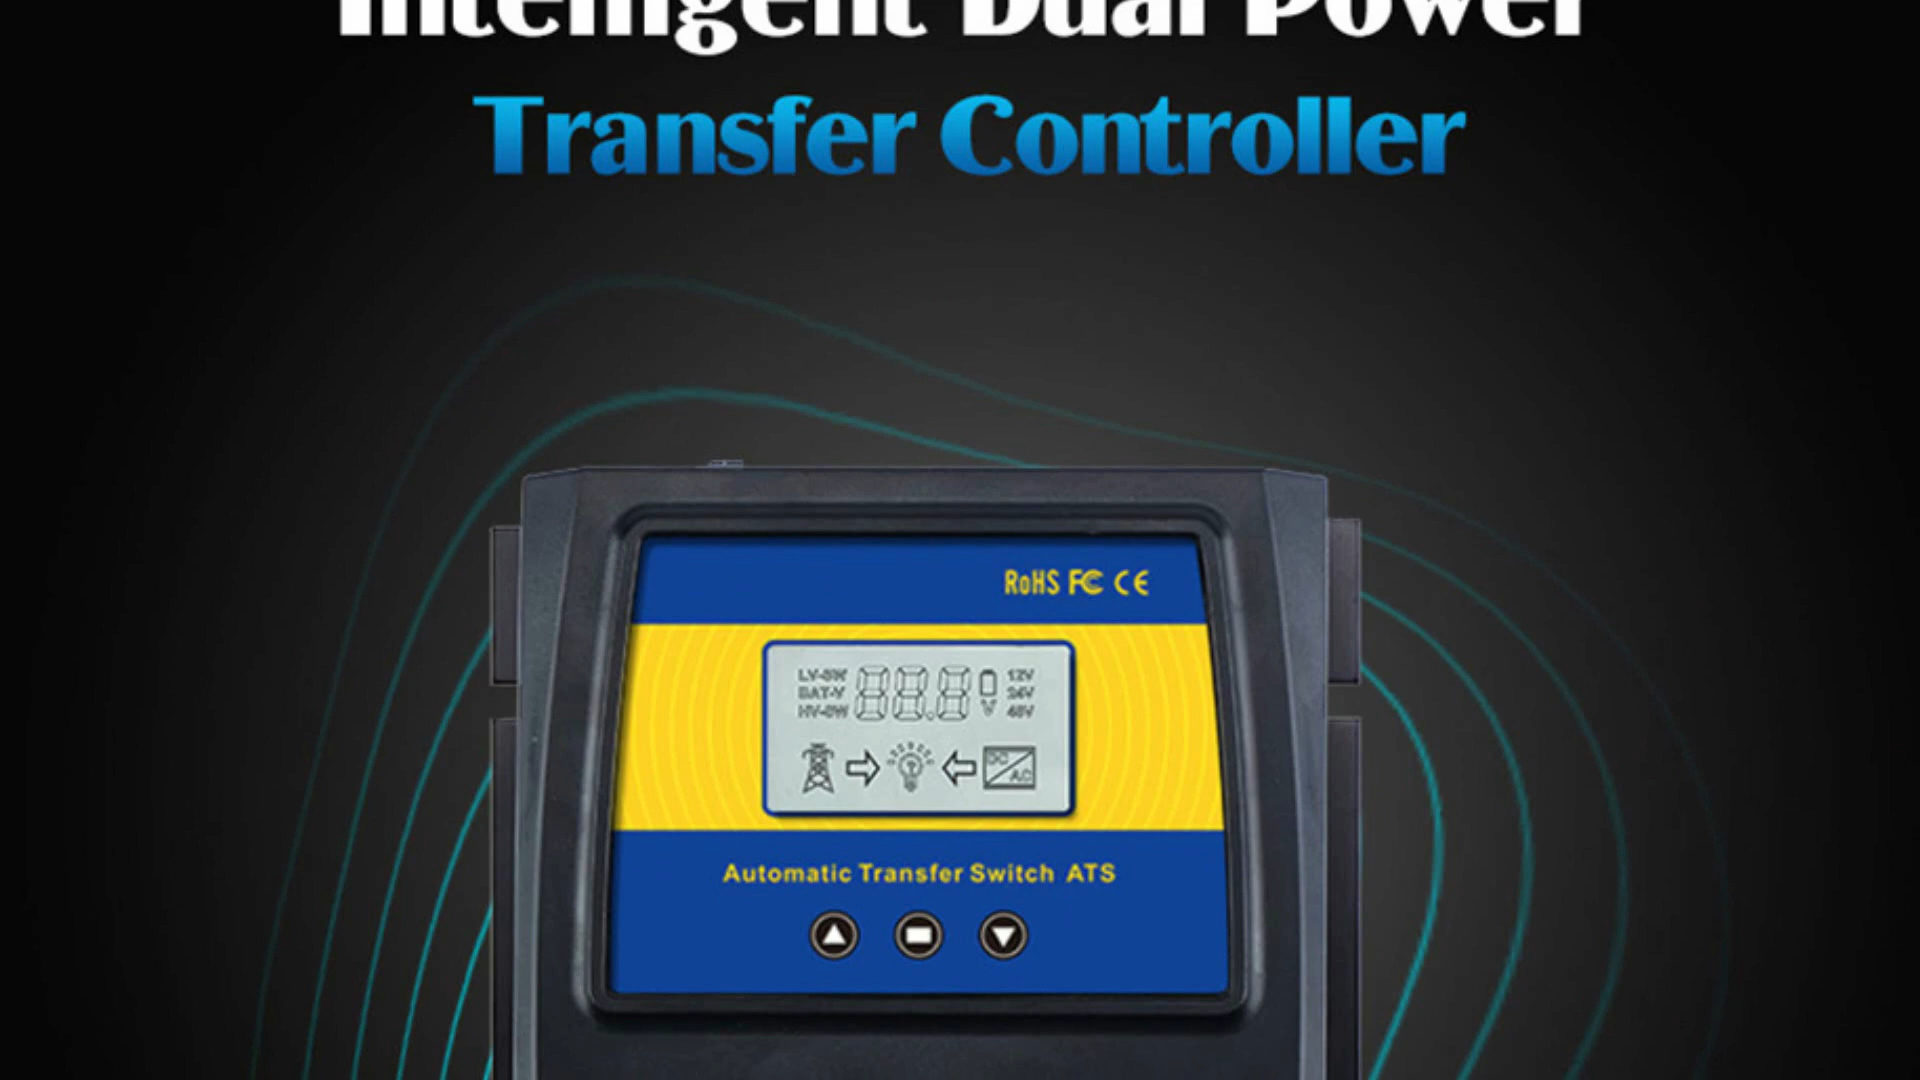 Intelligent Dual Power
Transfer Controller
RoHS FC CE
LV-SW
BAT-V
HV-SW
88.8
V
12V
24V
48V
DC
AC
Automatic Transfer Switch ATS